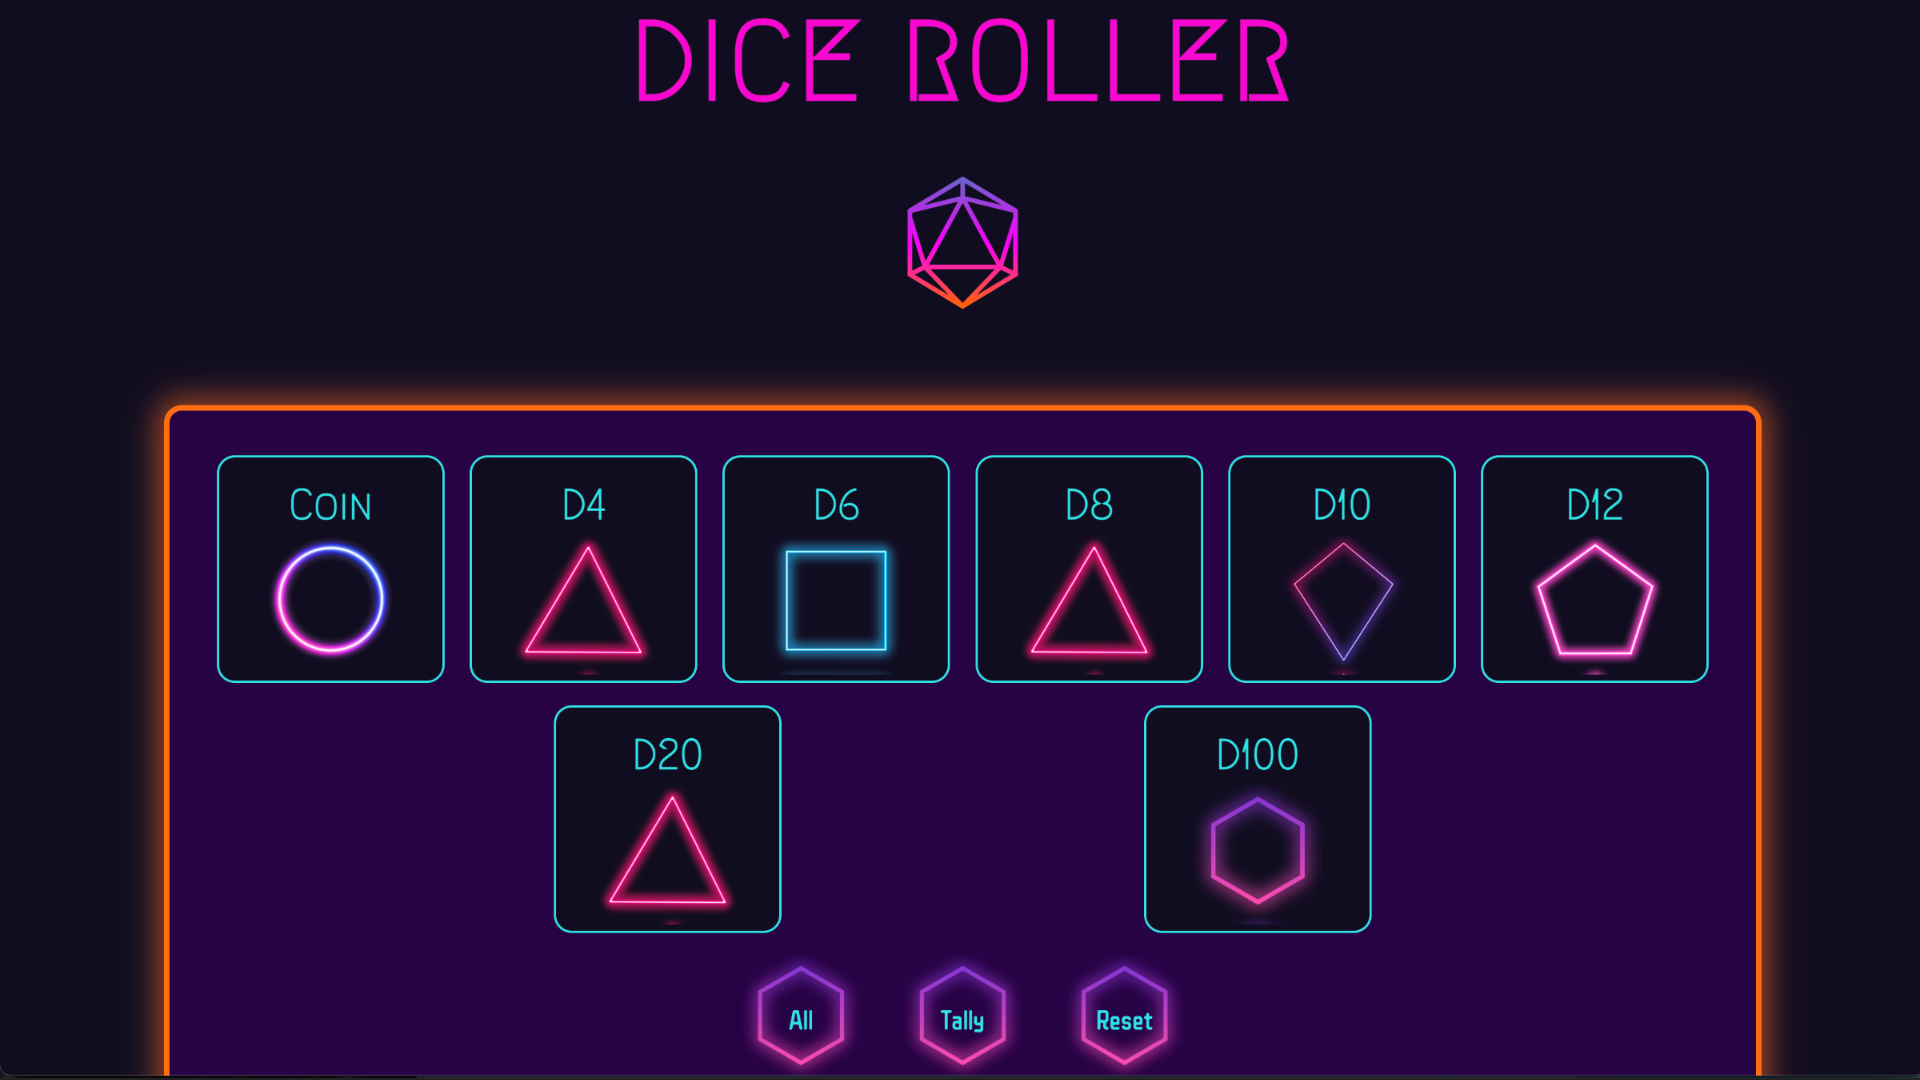 DICE ROLLER
COIN
D4
D6
D8
D10
D12
D20
D100
All
Tally
Reset